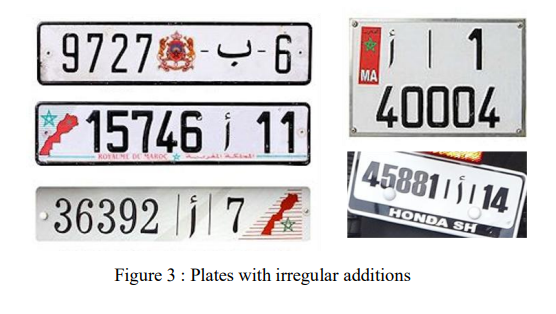 9727 - ب - 6
15746 أ 11
ROYAUME DE MAROC المملكة المغربية
36392 | أ | 7
أ | 1
MA
40004
45881 | أ | 14
HONDA SH
Figure 3 : Plates with irregular additions